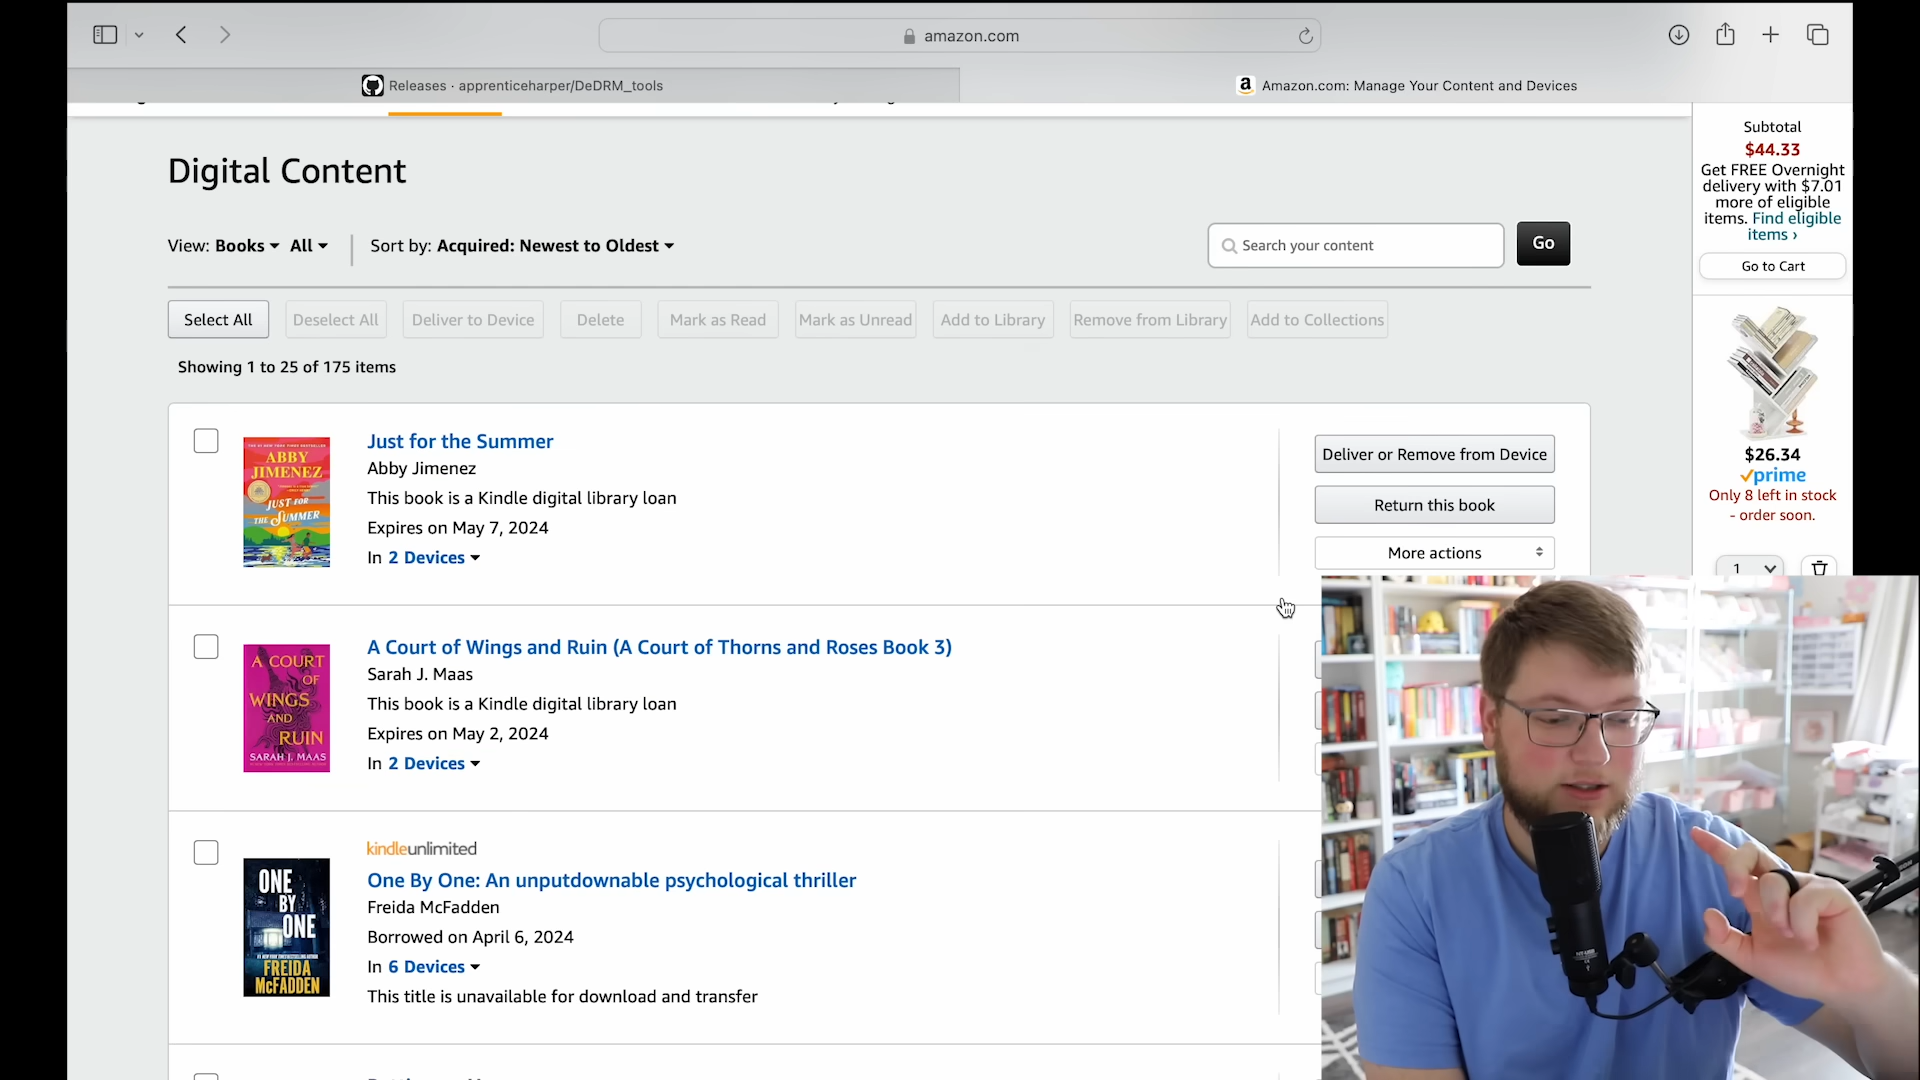 amazon.com
Releases · apprenticeharper/DeDRM_tools
Amazon.com: Manage Your Content and Devices
Digital Content
View: Books All
Sort by: Acquired: Newest to Oldest
Search your content
Go
Select All
Deselect All
Deliver to Device
Delete
Mark as Read
Mark as Unread
Add to Library
Remove from Library
Add to Collections
Showing 1 to 25 of 175 items
ABBY
JIMENEZ
JUST FOR
THE SUMMER
Just for the Summer
Abby Jimenez
This book is a Kindle digital library loan
Expires on May 7, 2024
In 2 Devices
Deliver or Remove from Device
Return this book
More actions
A COURT
OF
WINGS
AND
RUIN
SARAH J. MAAS
A Court of Wings and Ruin (A Court of Thorns and Roses Book 3)
Sarah J. Maas
This book is a Kindle digital library loan
Expires on May 2, 2024
In 2 Devices
ONE
BY
ONE
FREIDA
McFADDEN
kindleunlimited
One By One: An unputdownable psychological thriller
Freida McFadden
Borrowed on April 6, 2024
In 6 Devices
This title is unavailable for download and transfer
Subtotal
$44.33
Get FREE Overnight
delivery with $7.01
more of eligible
items. Find eligible
items ›
Go to Cart
$26.34
prime
Only 8 left in stock
- order soon.
1